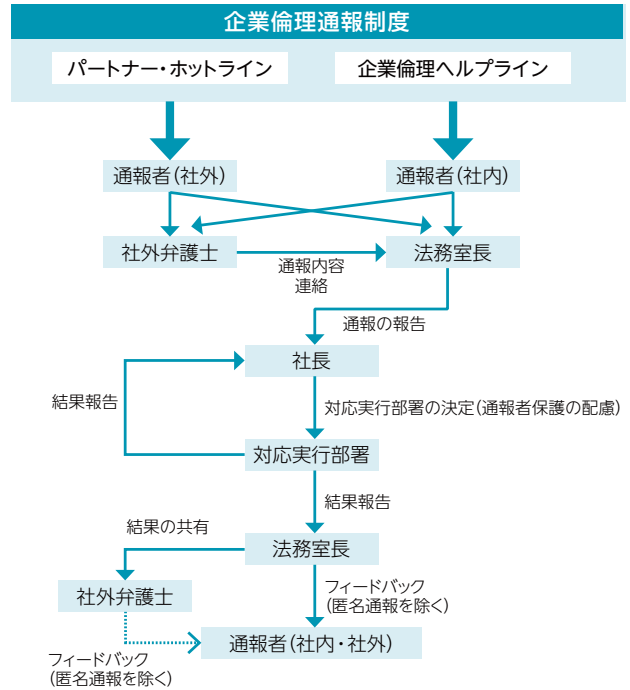 企業倫理通報制度
パートナー・ホットライン
企業倫理ヘルプライン
通報者(社外)
通報者(社内)
社外弁護士
通報内容
連絡
法務室長
通報の報告
社長
結果報告
対応実行部署の決定(通報者保護の配慮)
対応実行部署
結果報告
結果の共有
法務室長
社外弁護士
フィードバック
(匿名通報を除く)
通報者(社内・社外)
フィードバック
(匿名通報を除く)